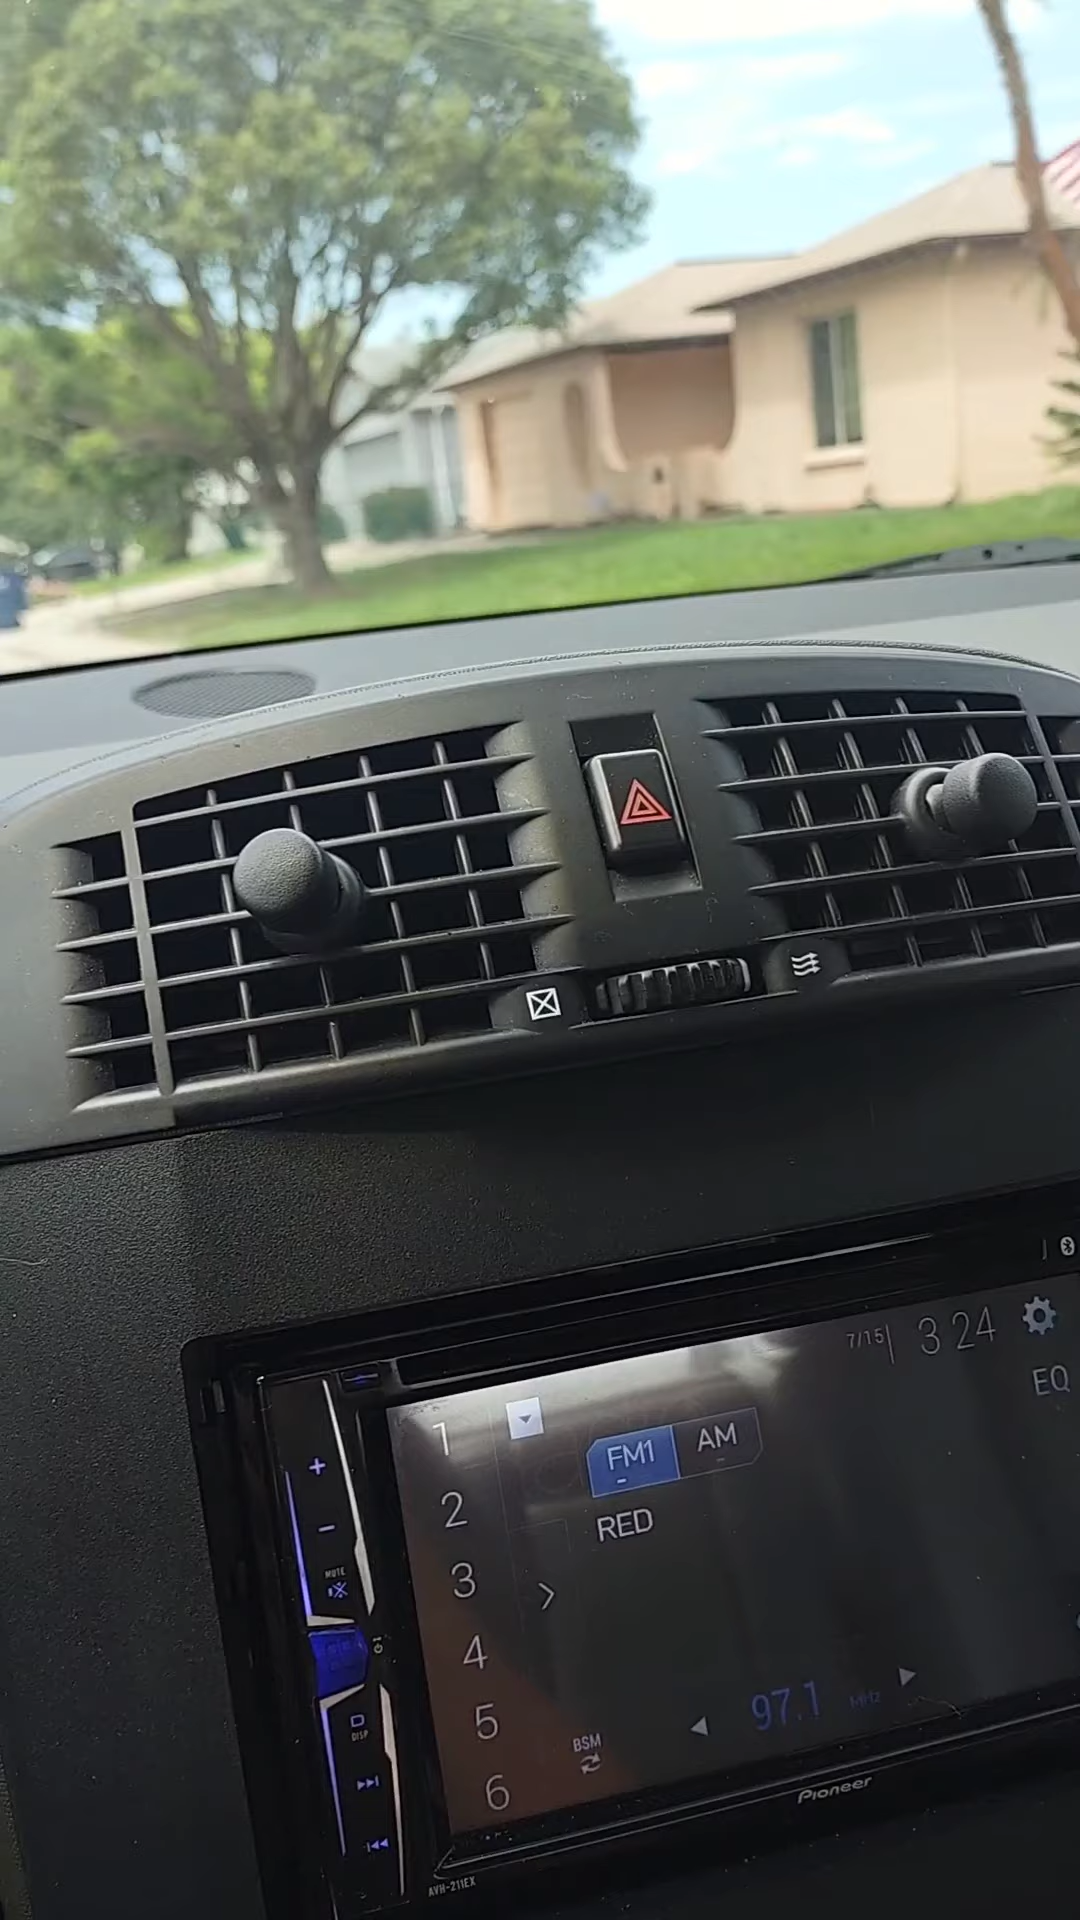 7/15 3 24
EQ
1
FM1 AM
2
RED
3
MUTE
4
5
DISP
97.1 MHz
BSM
6
Pioneer
AVH-211EX